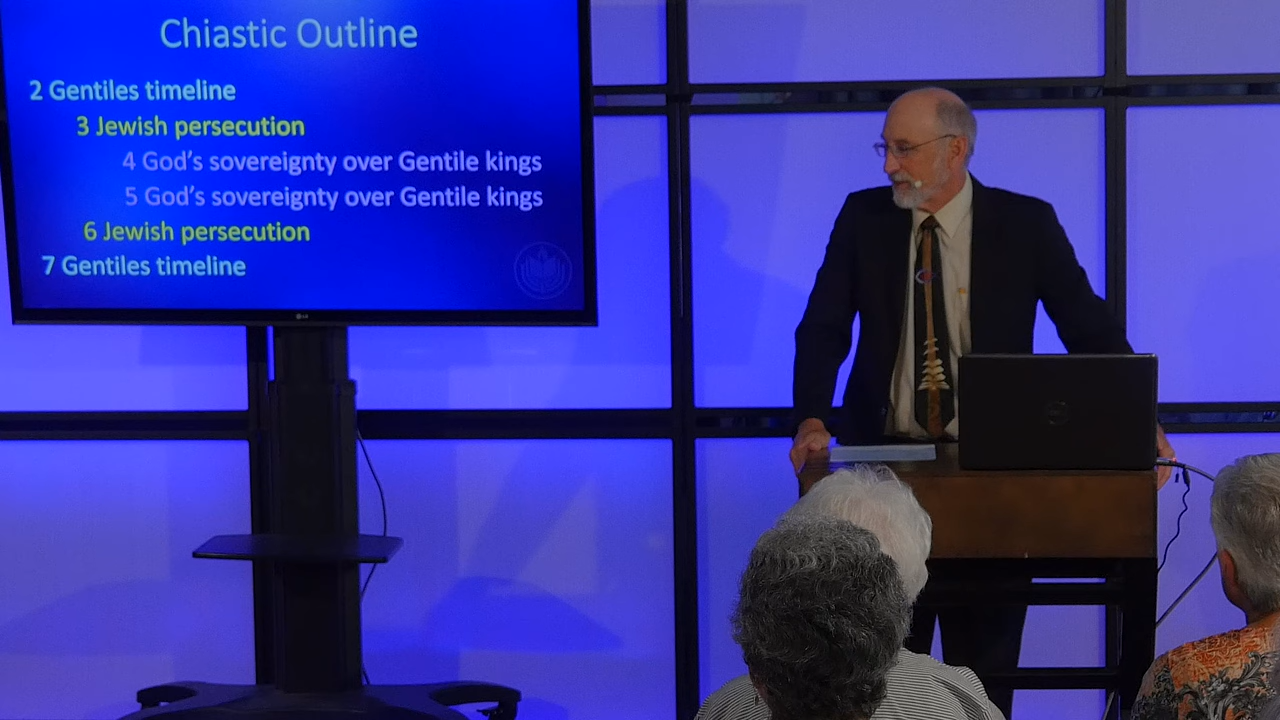 Chiastic Outline
2 Gentiles timeline
3 Jewish persecution
4 God's sovereignty over Gentile kings
5 God's sovereignty over Gentile kings
6 Jewish persecution
7 Gentiles timeline
LG